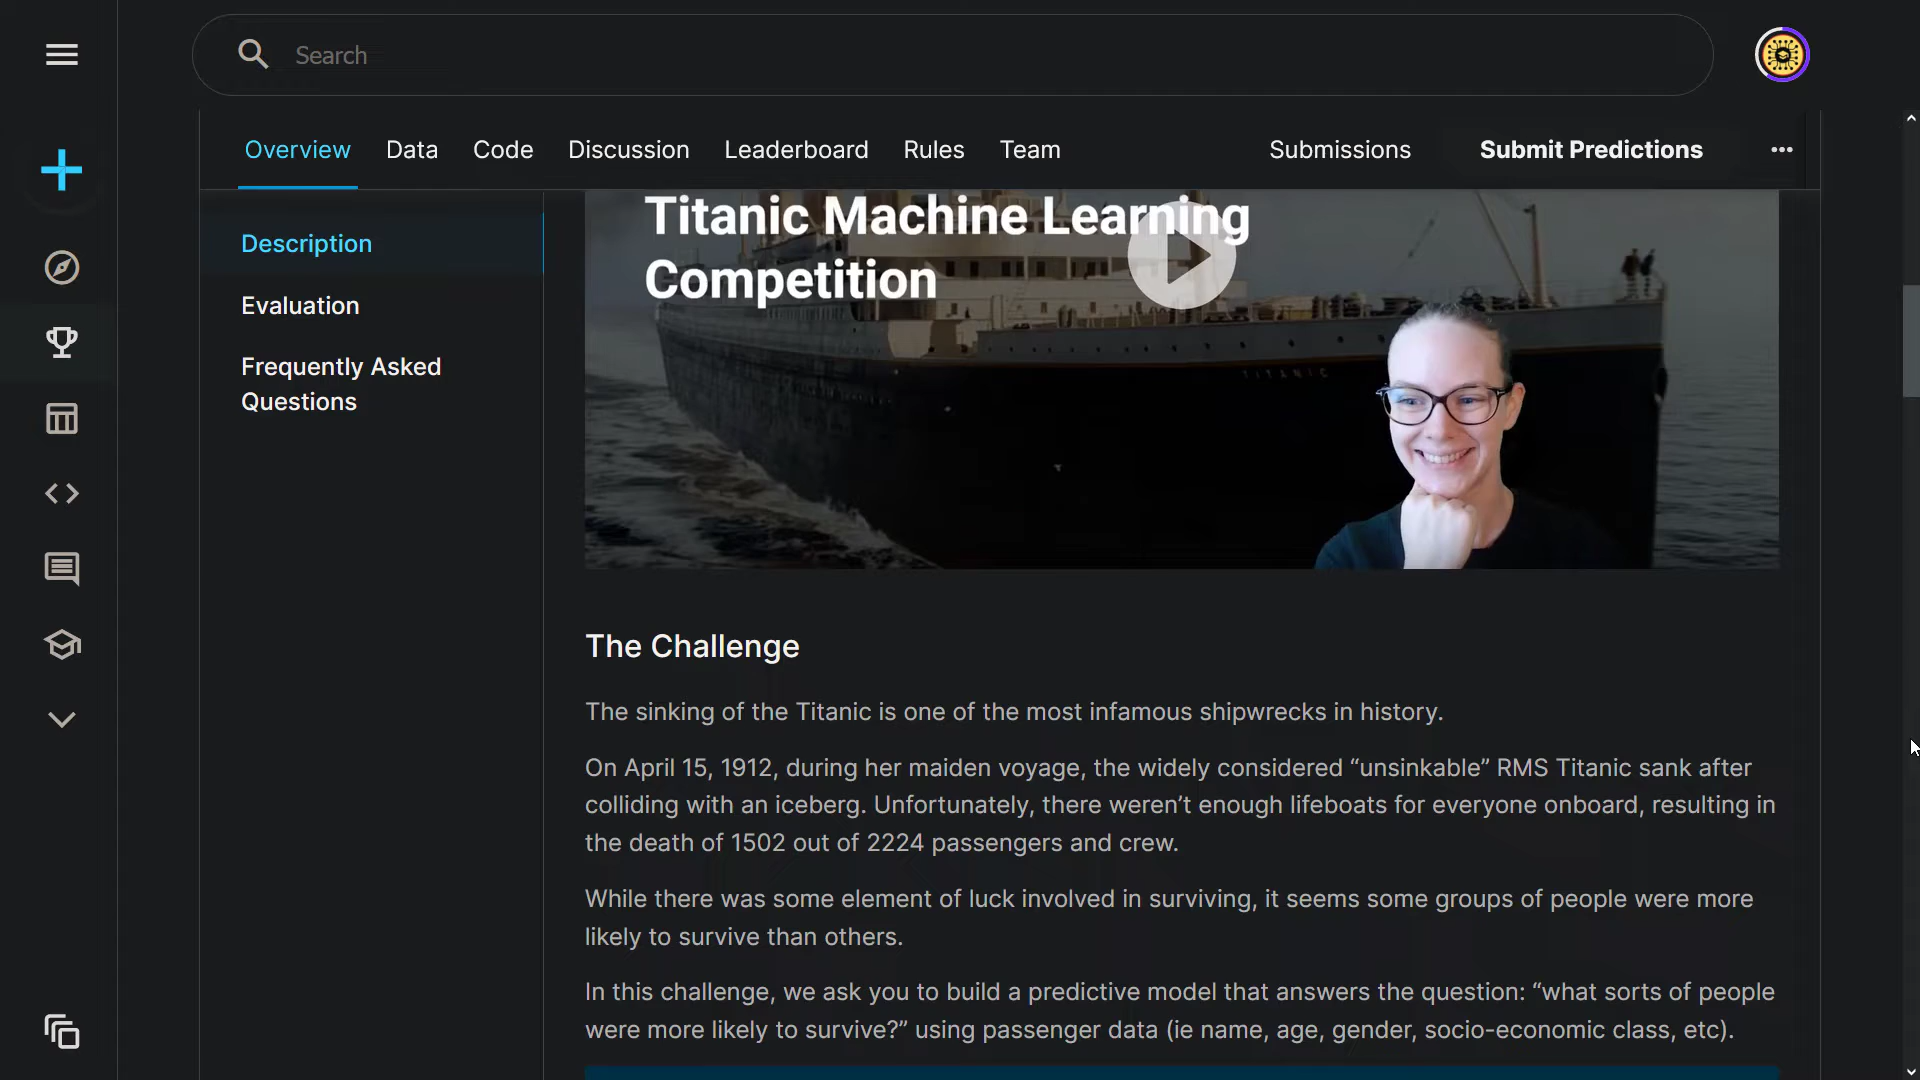 Search
Overview Data Code Discussion Leaderboard Rules Team Submissions Submit Predictions
Description
Evaluation
Frequently Asked
Questions
Titanic Machine Learning
Competition
TITANIC
The Challenge
The sinking of the Titanic is one of the most infamous shipwrecks in history.
On April 15, 1912, during her maiden voyage, the widely considered “unsinkable” RMS Titanic sank after
colliding with an iceberg. Unfortunately, there weren’t enough lifeboats for everyone onboard, resulting in
the death of 1502 out of 2224 passengers and crew.
While there was some element of luck involved in surviving, it seems some groups of people were more
likely to survive than others.
In this challenge, we ask you to build a predictive model that answers the question: “what sorts of people
were more likely to survive?” using passenger data (ie name, age, gender, socio-economic class, etc).